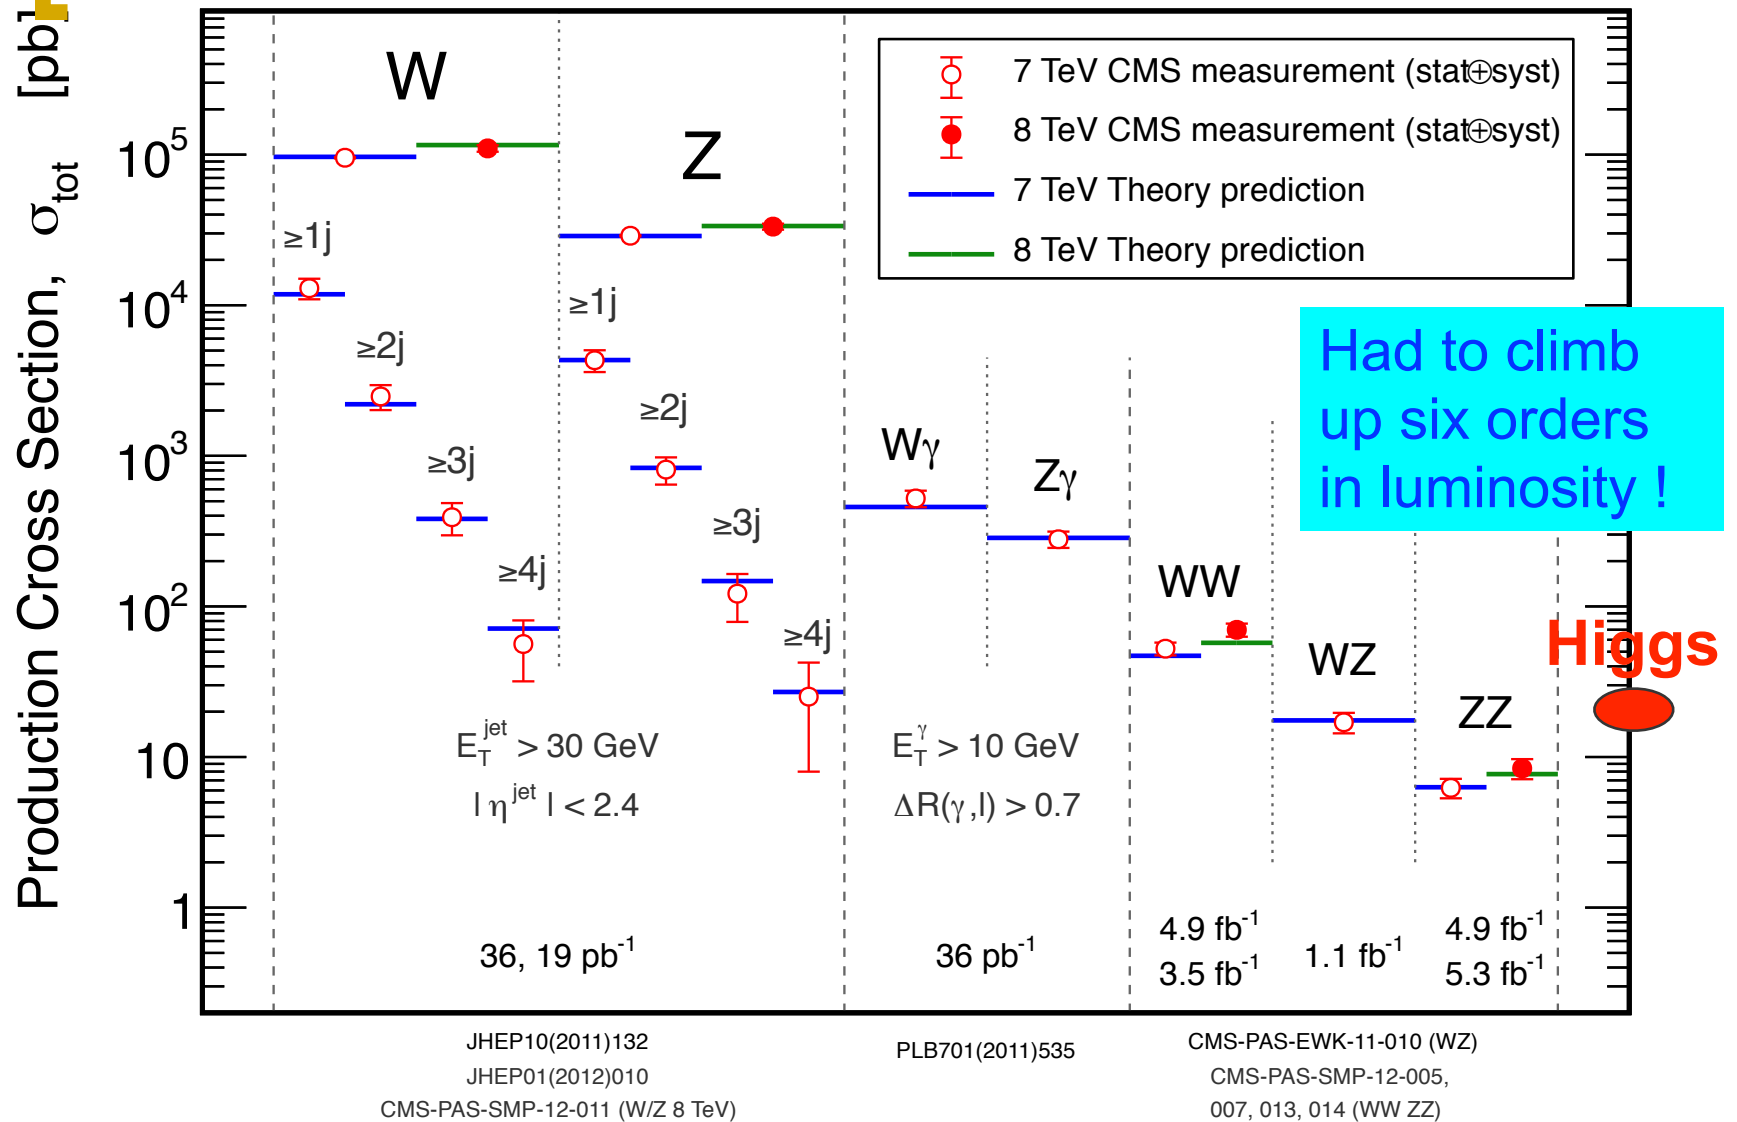 Production Cross Section, σtot [pb]
10^5
10^4
10^3
10^2
10
1
W
≥1j
≥2j
≥3j
≥4j
Z
≥1j
≥2j
≥3j
≥4j
E_T^jet > 30 GeV
| η^jet | < 2.4
36, 19 pb^-1
Wγ
Zγ
E_T^γ > 10 GeV
ΔR(γ,l) > 0.7
36 pb^-1
7 TeV CMS measurement (stat⊕syst)
8 TeV CMS measurement (stat⊕syst)
7 TeV Theory prediction
8 TeV Theory prediction
Had to climb
up six orders
in luminosity !
WW
WZ
ZZ
Higgs
4.9 fb^-1
3.5 fb^-1
1.1 fb^-1
4.9 fb^-1
5.3 fb^-1
JHEP10(2011)132
JHEP01(2012)010
CMS-PAS-SMP-12-011 (W/Z 8 TeV)
PLB701(2011)535
CMS-PAS-EWK-11-010 (WZ)
CMS-PAS-SMP-12-005,
007, 013, 014 (WW ZZ)